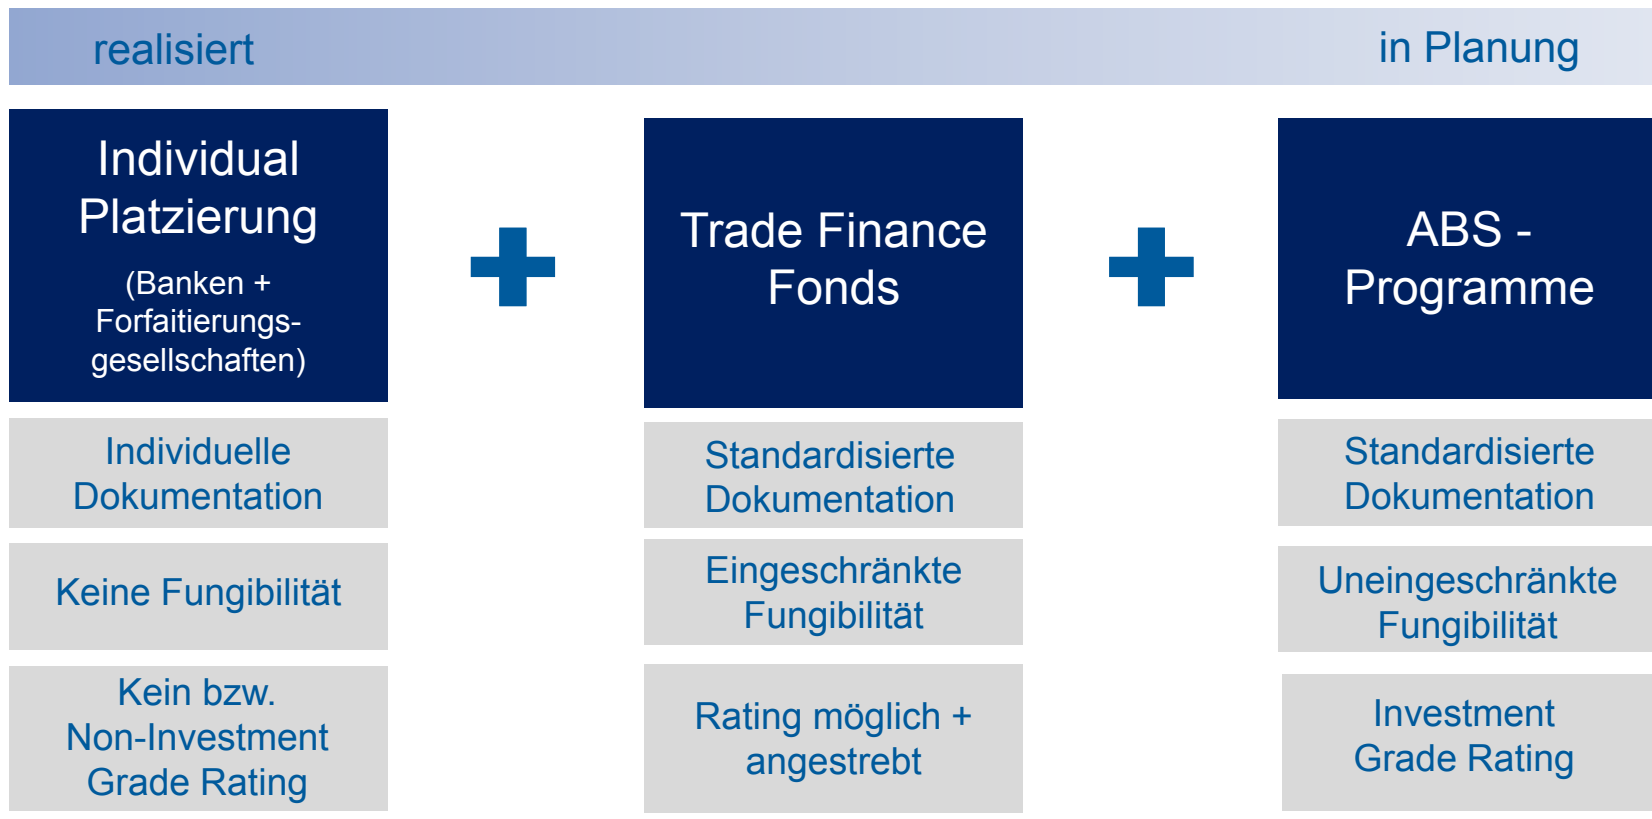 realisiert
in Planung
Individual
Platzierung
(Banken +
Forfaitierungs-
gesellschaften)
Trade Finance
Fonds
ABS -
Programme
Individuelle
Dokumentation
Standardisierte
Dokumentation
Standardisierte
Dokumentation
Keine Fungibilität
Eingeschränkte
Fungibilität
Uneingeschränkte
Fungibilität
Kein bzw.
Non-Investment
Grade Rating
Rating möglich +
angestrebt
Investment
Grade Rating